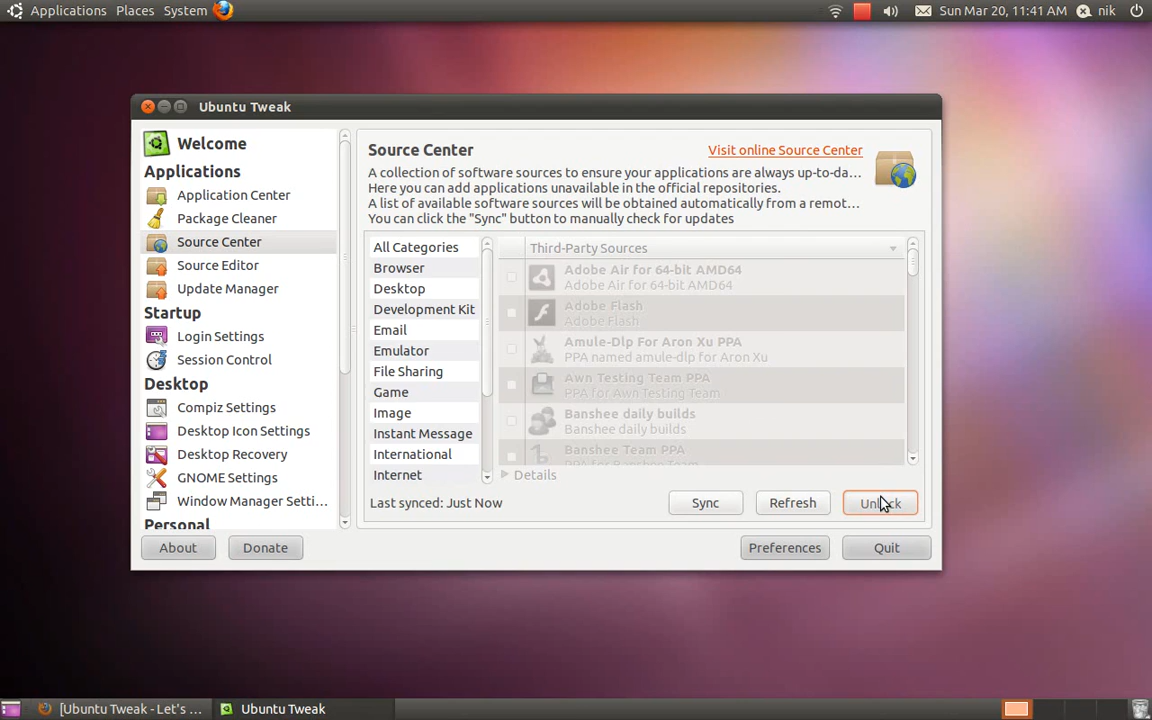 Applications Places System
Sun Mar 20, 11:41 AM nik
Ubuntu Tweak
Welcome
Applications
Application Center
Package Cleaner
Source Center
Source Editor
Update Manager
Startup
Login Settings
Session Control
Desktop
Compiz Settings
Desktop Icon Settings
Desktop Recovery
GNOME Settings
Window Manager Setti...
Personal
Source Center
Visit online Source Center
A collection of software sources to ensure your applications are always up-to-da...
Here you can add applications unavailable in the official repositories.
A list of available software sources will be obtained automatically from a remot...
You can click the "Sync" button to manually check for updates
All Categories
Browser
Desktop
Development Kit
Email
Emulator
File Sharing
Game
Image
Instant Message
International
Internet
Third-Party Sources
Adobe Air for 64-bit AMD64
Adobe Air for 64-bit AMD64
Adobe Flash
Adobe Flash
Amule-Dlp For Aron Xu PPA
PPA named amule-dlp for Aron Xu
Awn Testing Team PPA
PPA for Awn Testing Team
Banshee daily builds
Banshee daily builds
Banshee Team PPA
PPA for Banshee Team
Details
Last synced: Just Now
Sync
Refresh
Unlock
About
Donate
Preferences
Quit
[Ubuntu Tweak - Let's ...
Ubuntu Tweak